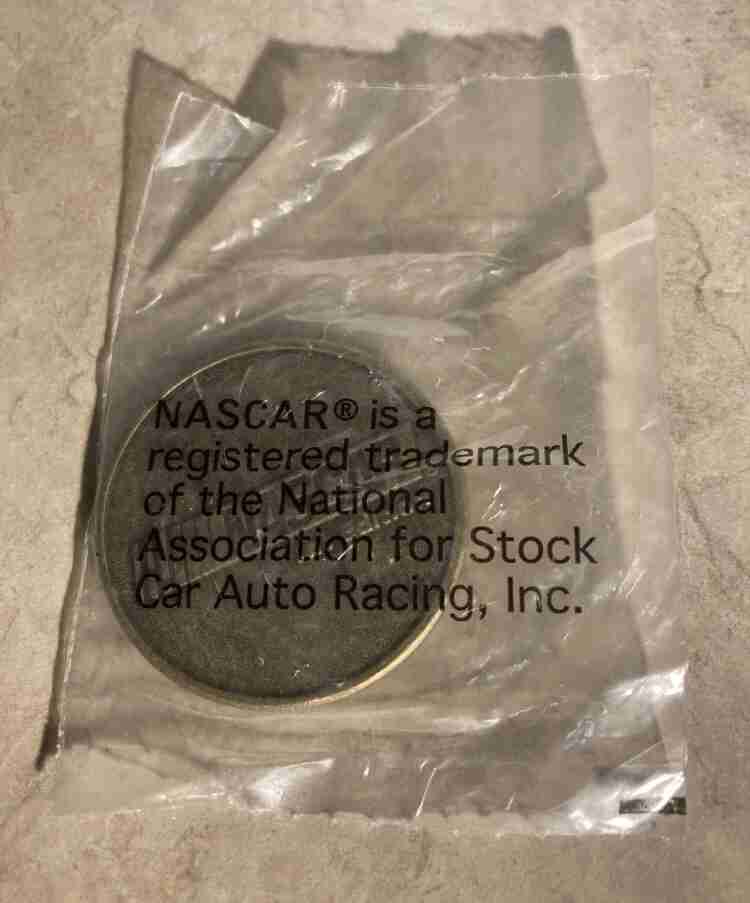 NASCAR® is a
registered trademark
of the National
Association for Stock
Car Auto Racing, Inc.